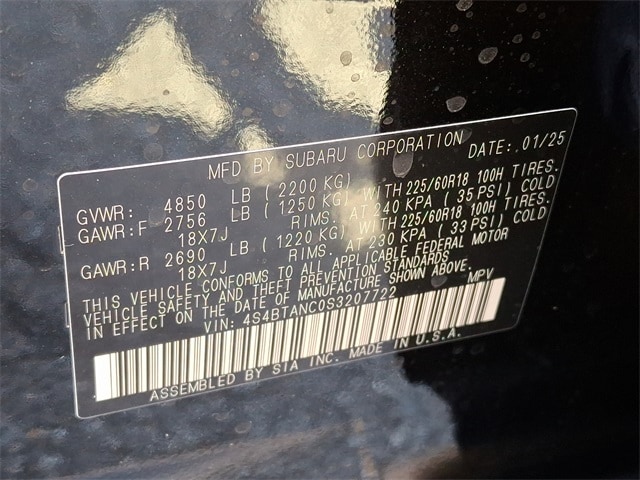 MFD BY SUBARU CORPORATION DATE: 01/25
GVWR: 4850 LB ( 2200 KG)
GAWR:F 2756 LB ( 1250 KG) WITH 225/60R18 100H TIRES.
18X7J RIMS. AT 240 KPA ( 35 PSI) COLD
GAWR:R 2690 LB ( 1220 KG) WITH 225/60R18 100H TIRES.
18X7J RIMS. AT 230 KPA ( 33 PSI) COLD
THIS VEHICLE CONFORMS TO ALL APPLICABLE FEDERAL MOTOR
VEHICLE SAFETY AND THEFT PREVENTION STANDARDS
IN EFFECT ON THE DATE OF MANUFACTURE SHOWN ABOVE.
VIN: 4S4BTANC0S3207722 MPV
ASSEMBLED BY SIA INC. MADE IN U.S.A.